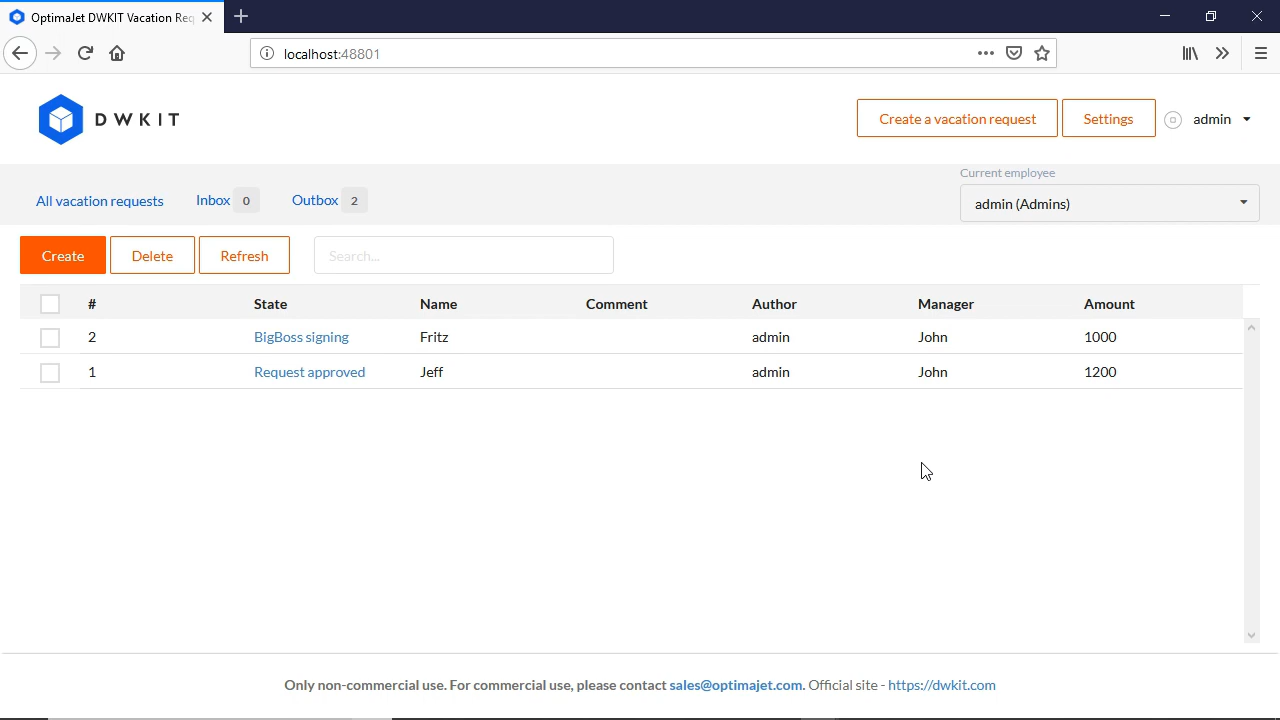 OptimaJet DWKIT Vacation Req
localhost:48801
DWKIT
Create a vacation request
Settings
admin
All vacation requests
Inbox 0
Outbox 2
Current employee
admin (Admins)
Create
Delete
Refresh
Search...
# State Name Comment Author Manager Amount
2 BigBoss signing Fritz admin John 1000
1 Request approved Jeff admin John 1200
Only non-commercial use. For commercial use, please contact sales@optimajet.com. Official site - https://dwkit.com